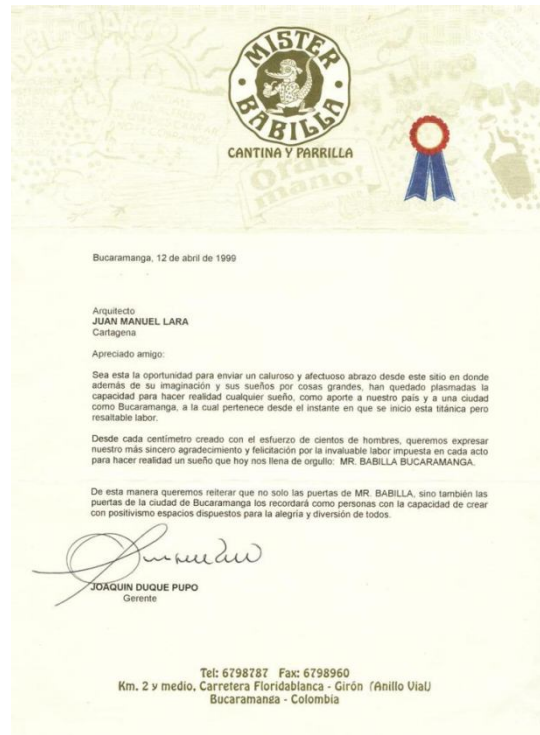 MISTER
BABILLA
CANTINA Y PARRILLA
Bucaramanga, 12 de abril de 1999
Arquitecto
JUAN MANUEL LARA
Cartagena
Apreciado amigo:
Sea esta la oportunidad para enviar un caluroso y afectuoso abrazo desde este sitio en donde
además de su imaginación y sus sueños por cosas grandes, han quedado plasmadas la
capacidad para hacer realidad cualquier sueño, como aporte a nuestro país y a una ciudad
como Bucaramanga, a la cual pertenece desde el instante en que se inicio esta titánica pero
resaltable labor.
Desde cada centímetro creado con el esfuerzo de cientos de hombres, queremos expresar
nuestro más sincero agradecimiento y felicitación por la invaluable labor impuesta en cada acto
para hacer realidad un sueño que hoy nos llena de orgullo: MR. BABILLA BUCARAMANGA.
De esta manera queremos reiterar que no solo las puertas de MR. BABILLA, sino también las
puertas de la ciudad de Bucaramanga los recordará como personas con la capacidad de crear
con positivismo espacios dispuestos para la alegría y diversión de todos.
JOAQUIN DUQUE PUPO
Gerente
Tel: 6798787 Fax: 6798960
Km. 2 y medio, Carretera Floridablanca - Girón (Anillo Vial)
Bucaramanga - Colombia